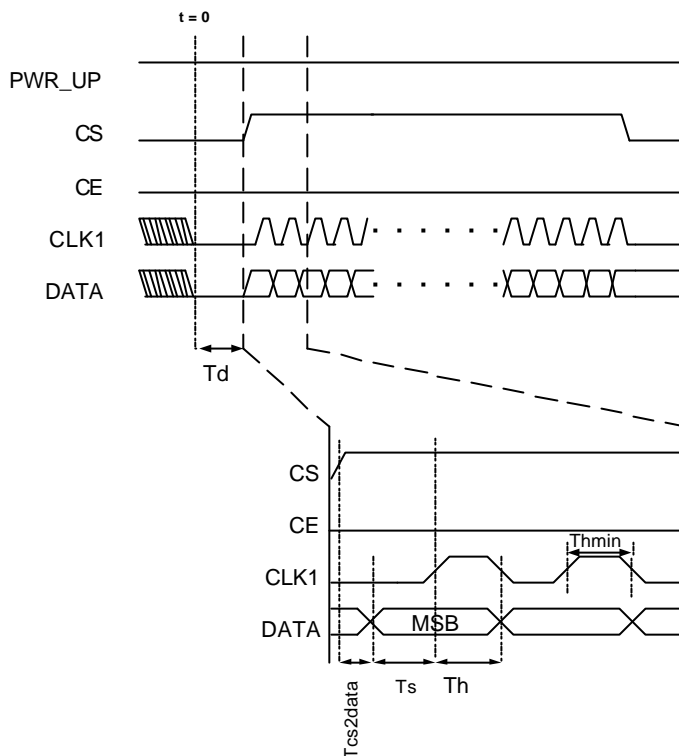 t = 0
PWR_UP
CS
CE
CLK1
DATA
Td
CS
CE
Thmin
CLK1
DATA
MSB
Tcs2data
Ts
Th